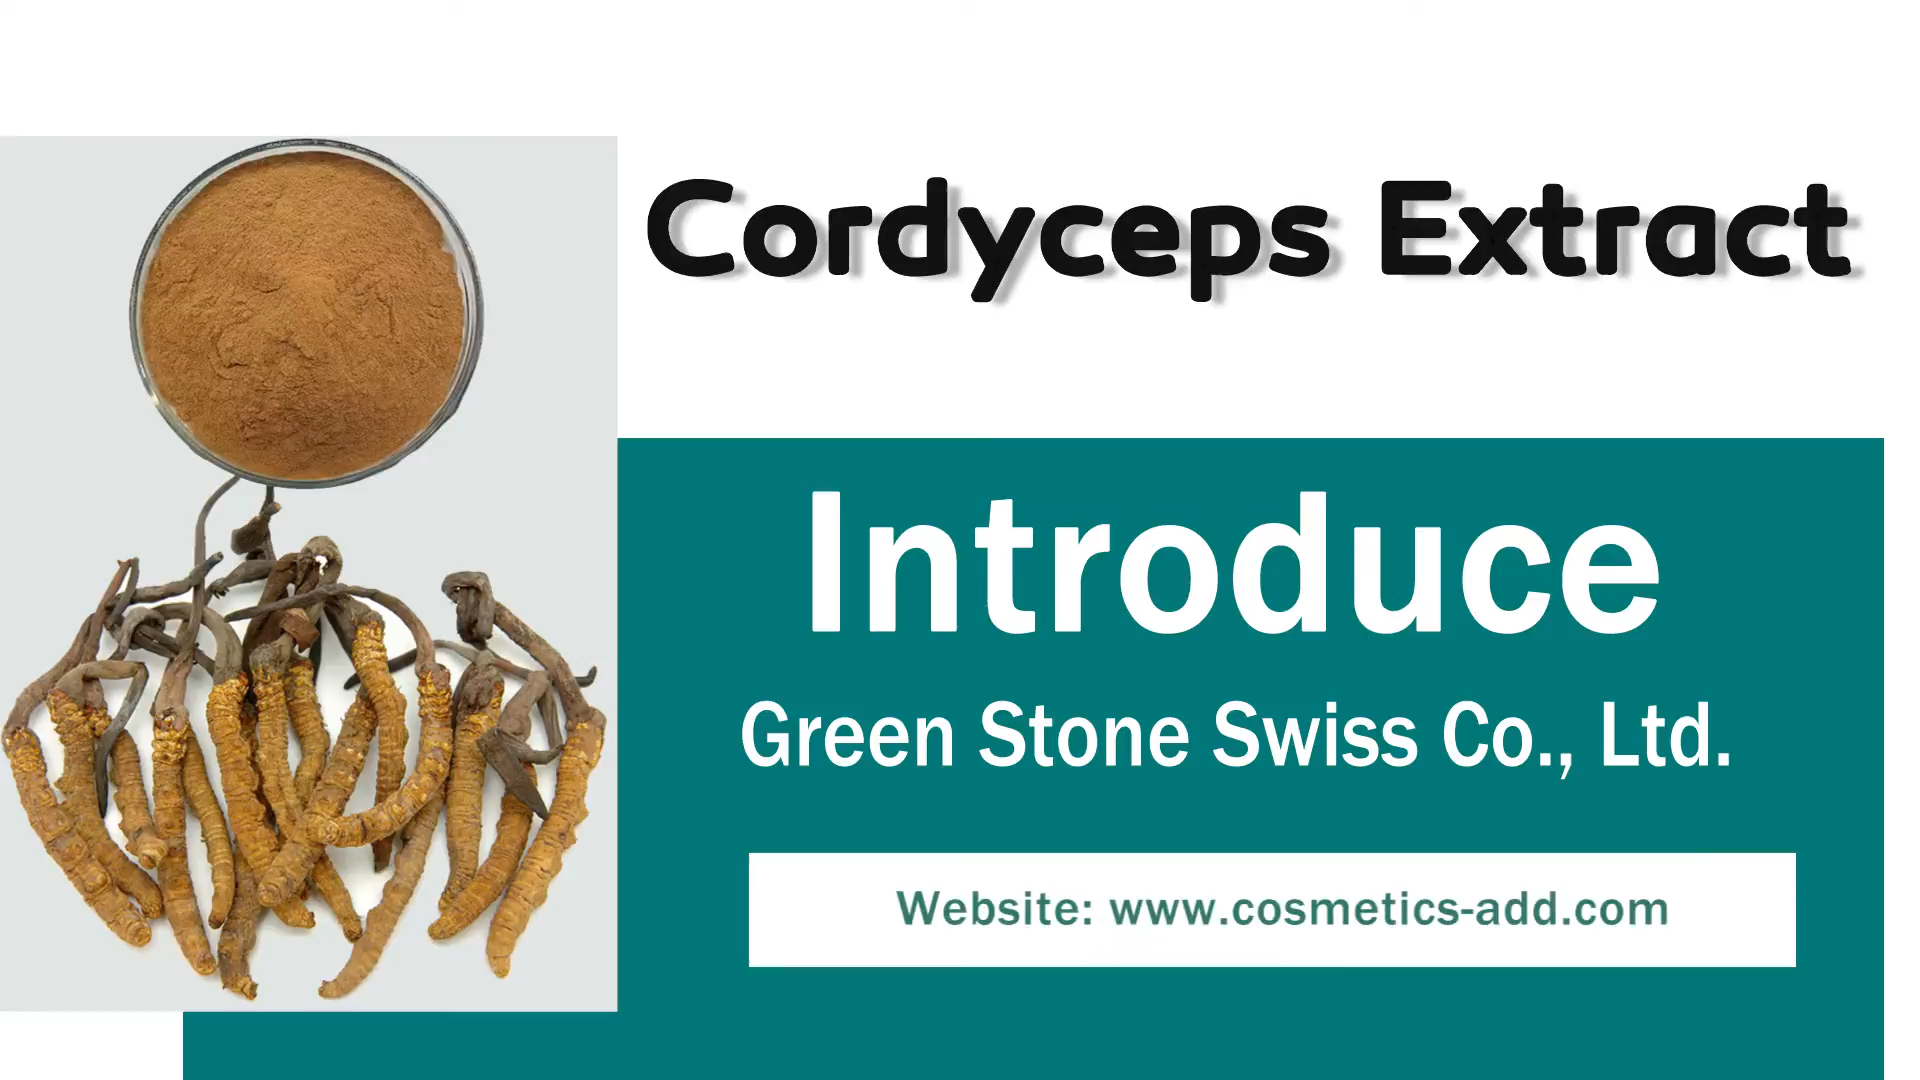 Cordyceps Extract
Introduce
Green Stone Swiss Co., Ltd.
Website: www.cosmetics-add.com